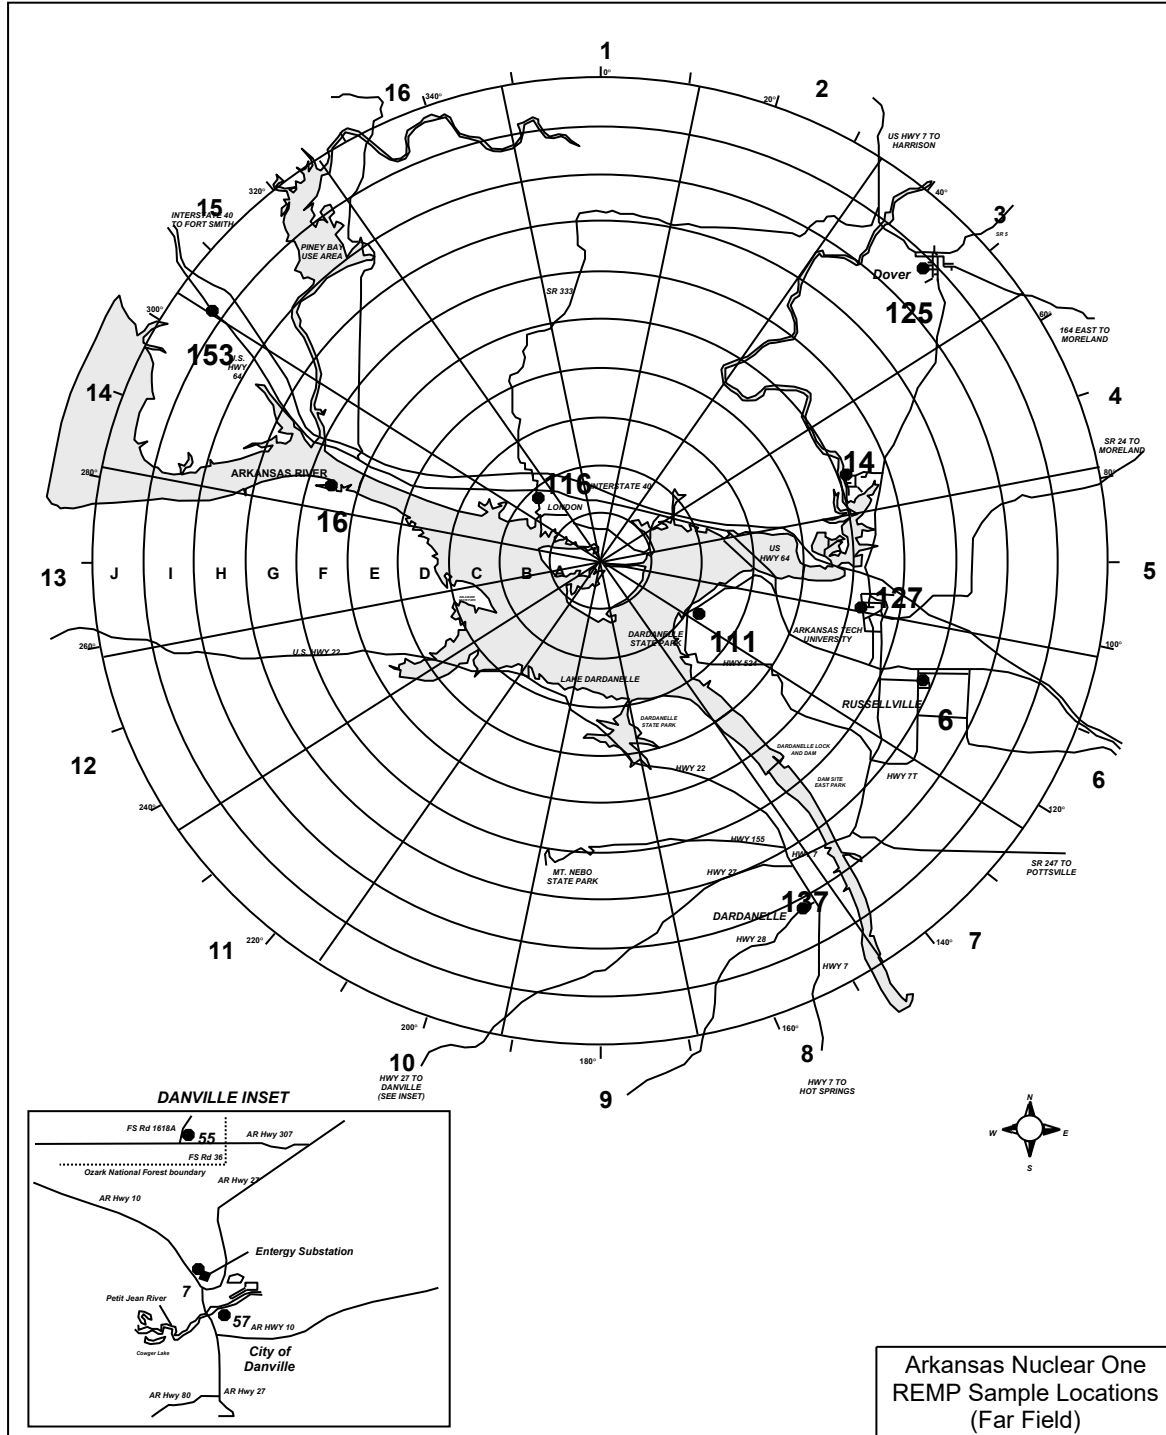 1
0°
16
340°
20°
2
US HWY 7 TO
HARRISON
320°
40°
15
INTERSTATE 40
TO FORT SMITH
3
SR 5
PINEY BAY
USE AREA
Dover
SR 333
300°
125
60°
164 EAST TO
MORELAND
153
U.S.
HWY
64
14
4
SR 24 TO
MORELAND
280°
ARKANSAS RIVER
14
80°
116
INTERSTATE 40
LONDON
16
US
HWY 64
13
J
I
H
G
F
E
D
C
B
A
5
127
DARDANELLE
STATE PARK
111
ARKANSAS TECH
UNIVERSITY
260°
U.S. HWY 22
100°
HWY 524
LAKE DARDANELLE
RUSSELLVILLE
6
DARDANELLE
STATE PARK
DARDANELLE LOCK
AND DAM
12
HWY 22
DAM SITE
EAST PARK
HWY 7T
6
240°
120°
HWY 155
HWY 7
MT. NEBO
STATE PARK
HWY 27
SR 247 TO
POTTSVILLE
137
DARDANELLE
11
220°
HWY 28
140°
7
HWY 7
200°
160°
180°
10
8
HWY 27 TO
DANVILLE
(SEE INSET)
9
HWY 7 TO
HOT SPRINGS
DANVILLE INSET
N
W
E
S
FS Rd 1618A
55
AR Hwy 307
FS Rd 36
Ozark National Forest boundary
AR Hwy 27
AR Hwy 10
Entergy Substation
7
Petit Jean River
57
AR HWY 10
Cowger Lake
City of
Danville
AR Hwy 80
AR Hwy 27
Arkansas Nuclear One
REMP Sample Locations
(Far Field)